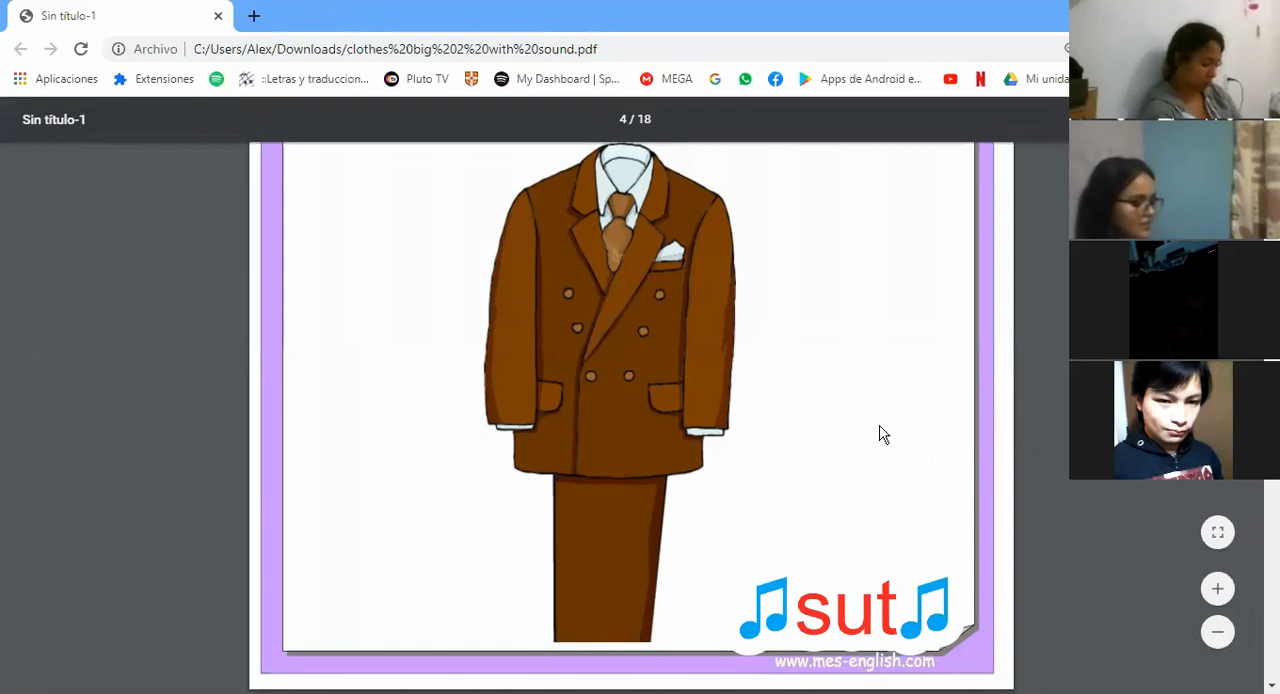 Sin título-1
Archivo C:/Users/Alex/Downloads/clothes%20big%202%20with%20sound.pdf
Aplicaciones Extensiones ::Letras y traduccion... Pluto TV My Dashboard | Sp... MEGA WhatsApp Apps de Android e... Mi unida
Sin título-1 4 / 18
sut
www.mes-english.com